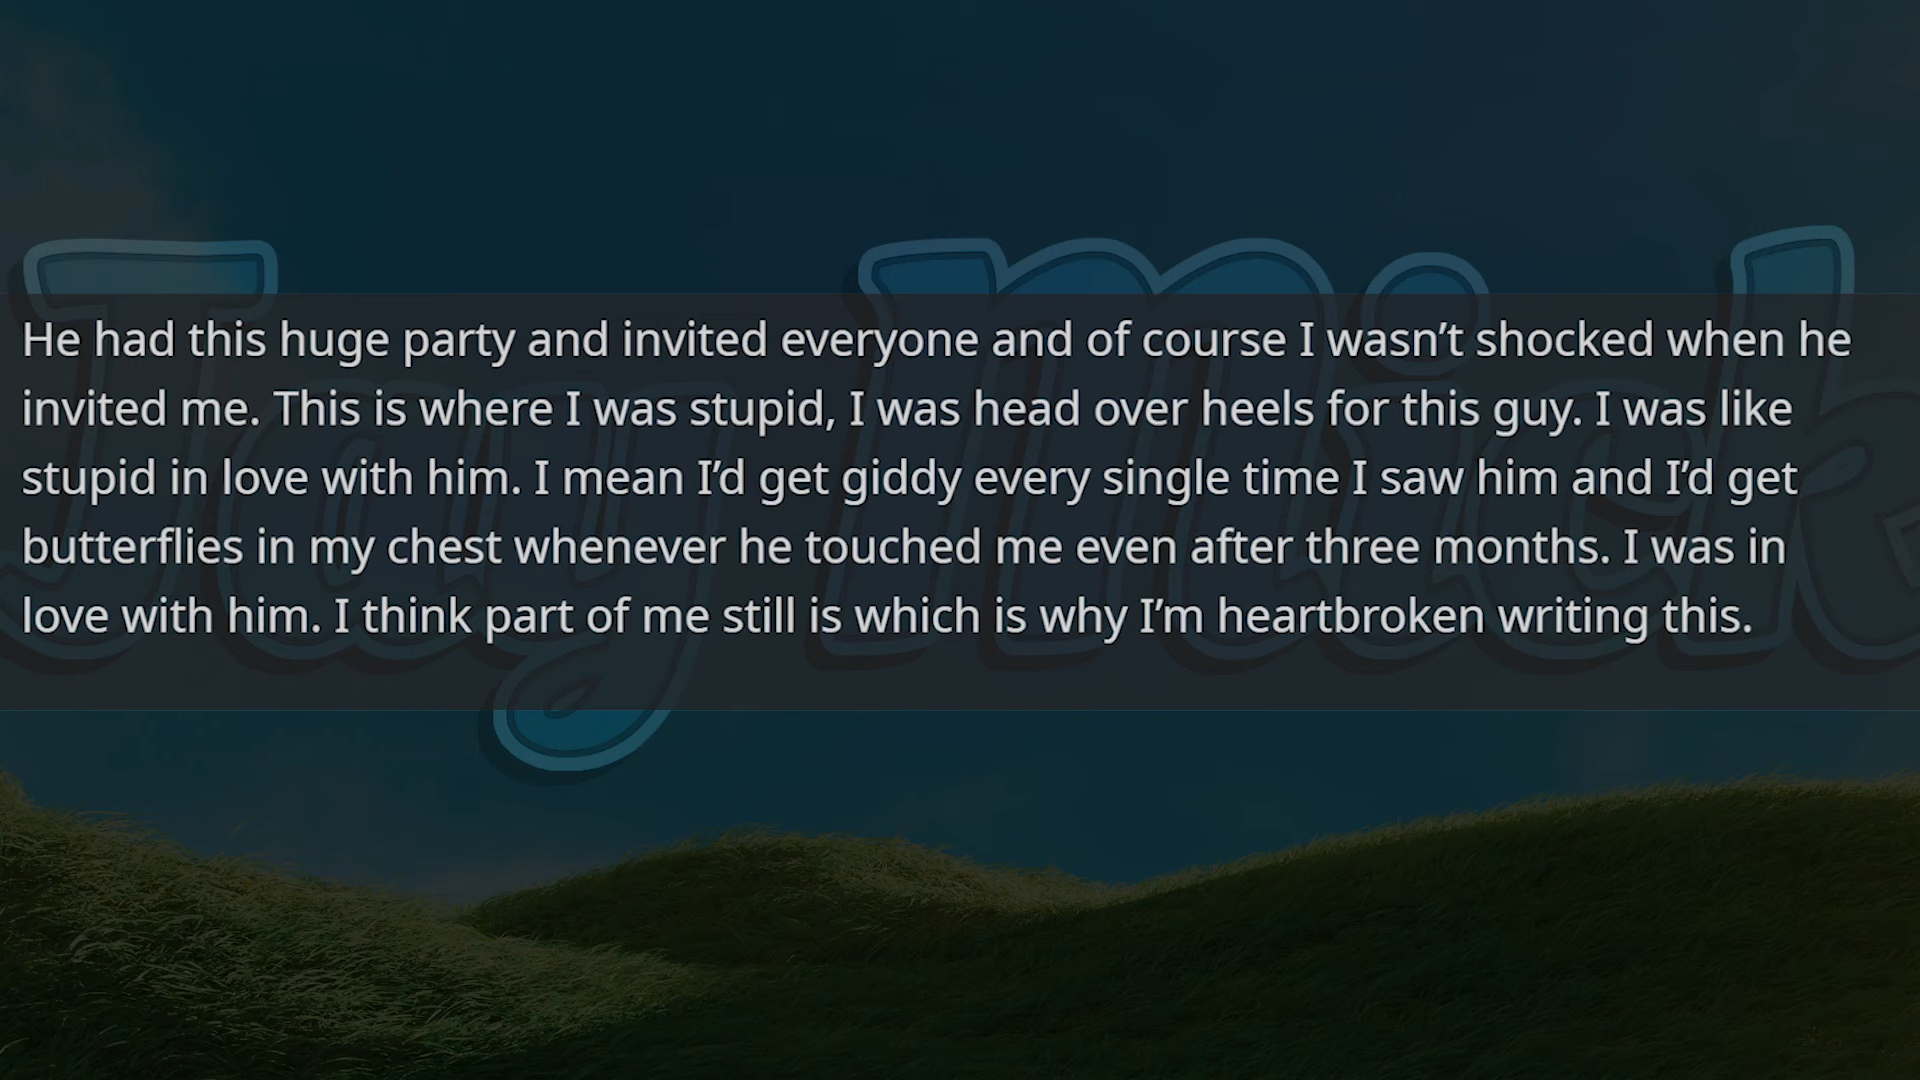 Jay Mick
He had this huge party and invited everyone and of course I wasn’t shocked when he
invited me. This is where I was stupid, I was head over heels for this guy. I was like
stupid in love with him. I mean I’d get giddy every single time I saw him and I’d get
butterflies in my chest whenever he touched me even after three months. I was in
love with him. I think part of me still is which is why I’m heartbroken writing this.